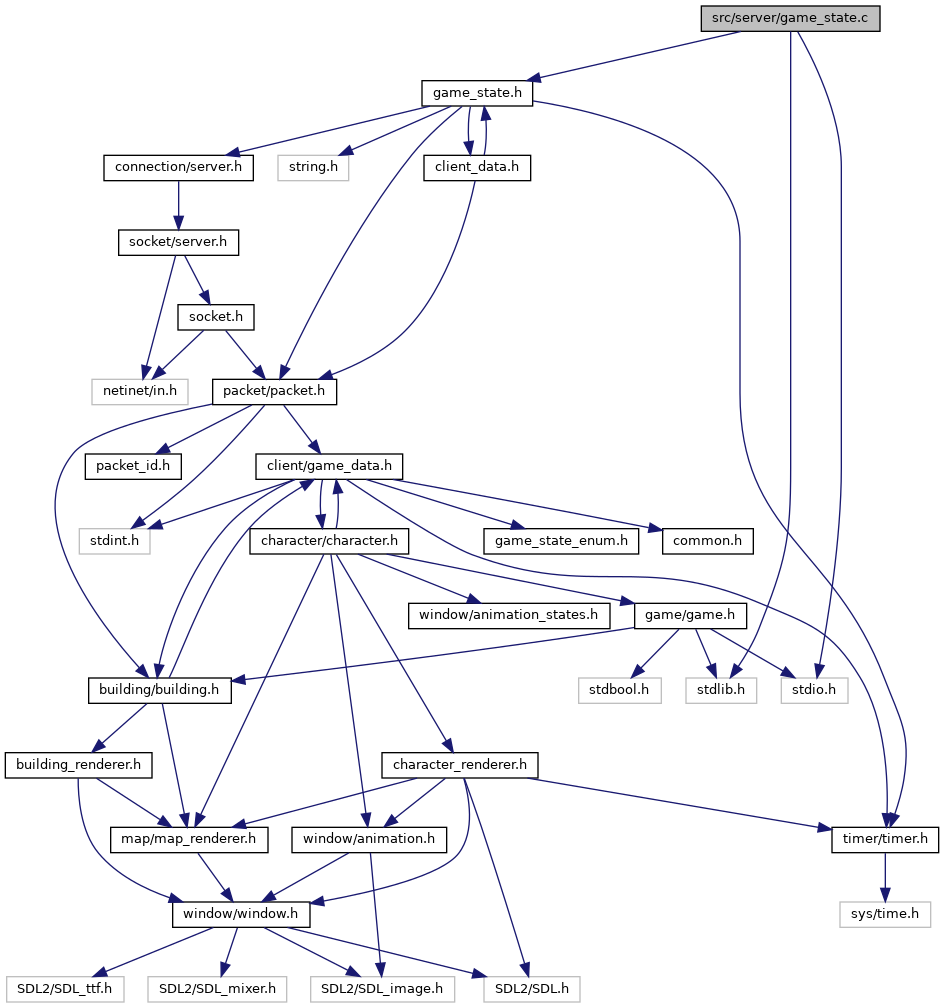 src/server/game_state.c
game_state.h
connection/server.h
string.h
client_data.h
socket/server.h
socket.h
netinet/in.h
packet/packet.h
packet_id.h
client/game_data.h
stdint.h
character/character.h
game_state_enum.h
common.h
window/animation_states.h
game/game.h
building/building.h
stdbool.h
stdlib.h
stdio.h
building_renderer.h
character_renderer.h
map/map_renderer.h
window/animation.h
timer/timer.h
window/window.h
sys/time.h
SDL2/SDL_ttf.h
SDL2/SDL_mixer.h
SDL2/SDL_image.h
SDL2/SDL.h